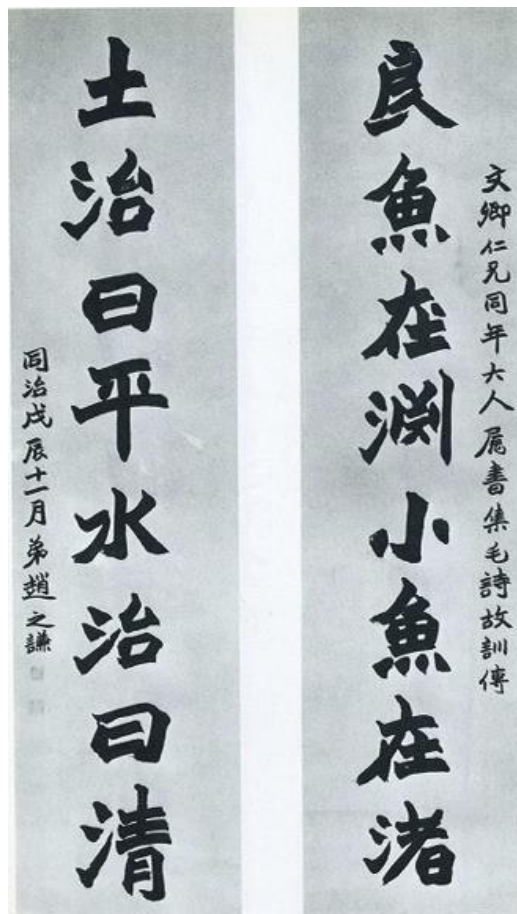 文卿仁兄同年大人属書集毛詩故訓傳
良魚在渊小魚在渚
土治曰平水治曰清
同治戊辰十一月弟趙之謙